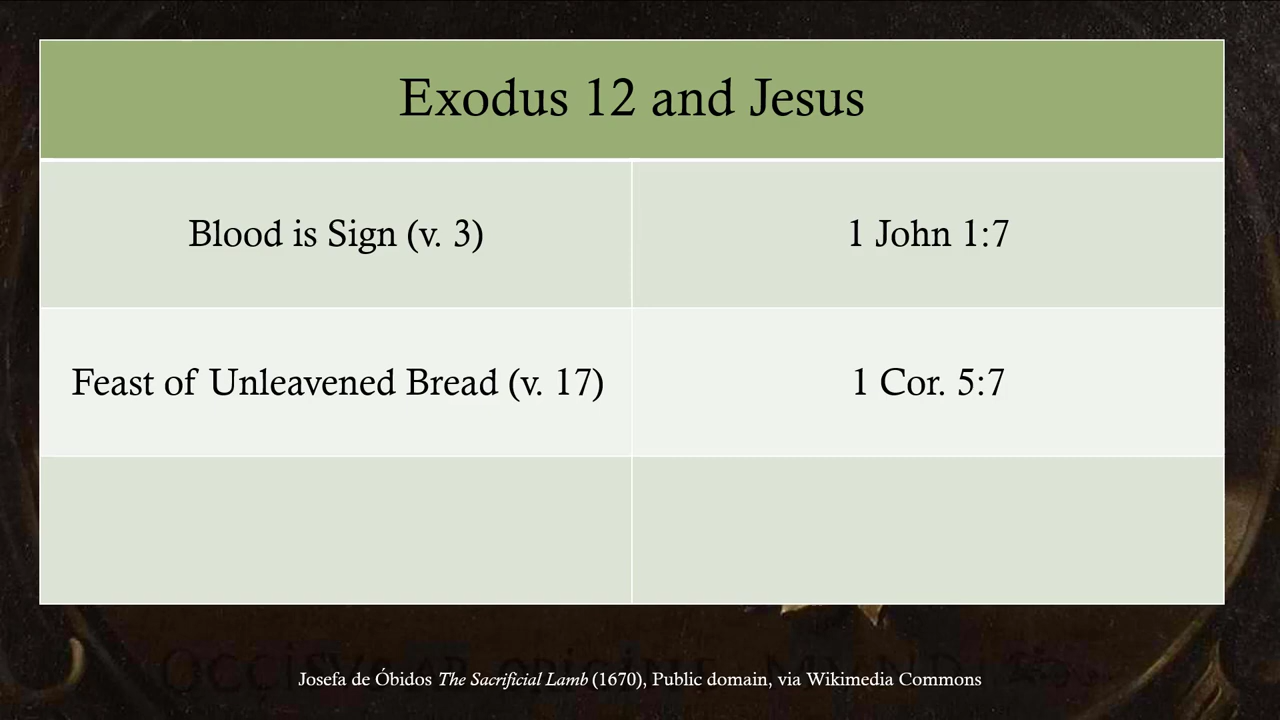 Exodus 12 and Jesus
Blood is Sign (v. 3)
1 John 1:7
Feast of Unleavened Bread (v. 17)
1 Cor. 5:7
Josefa de Óbidos The Sacrificial Lamb (1670), Public domain, via Wikimedia Commons